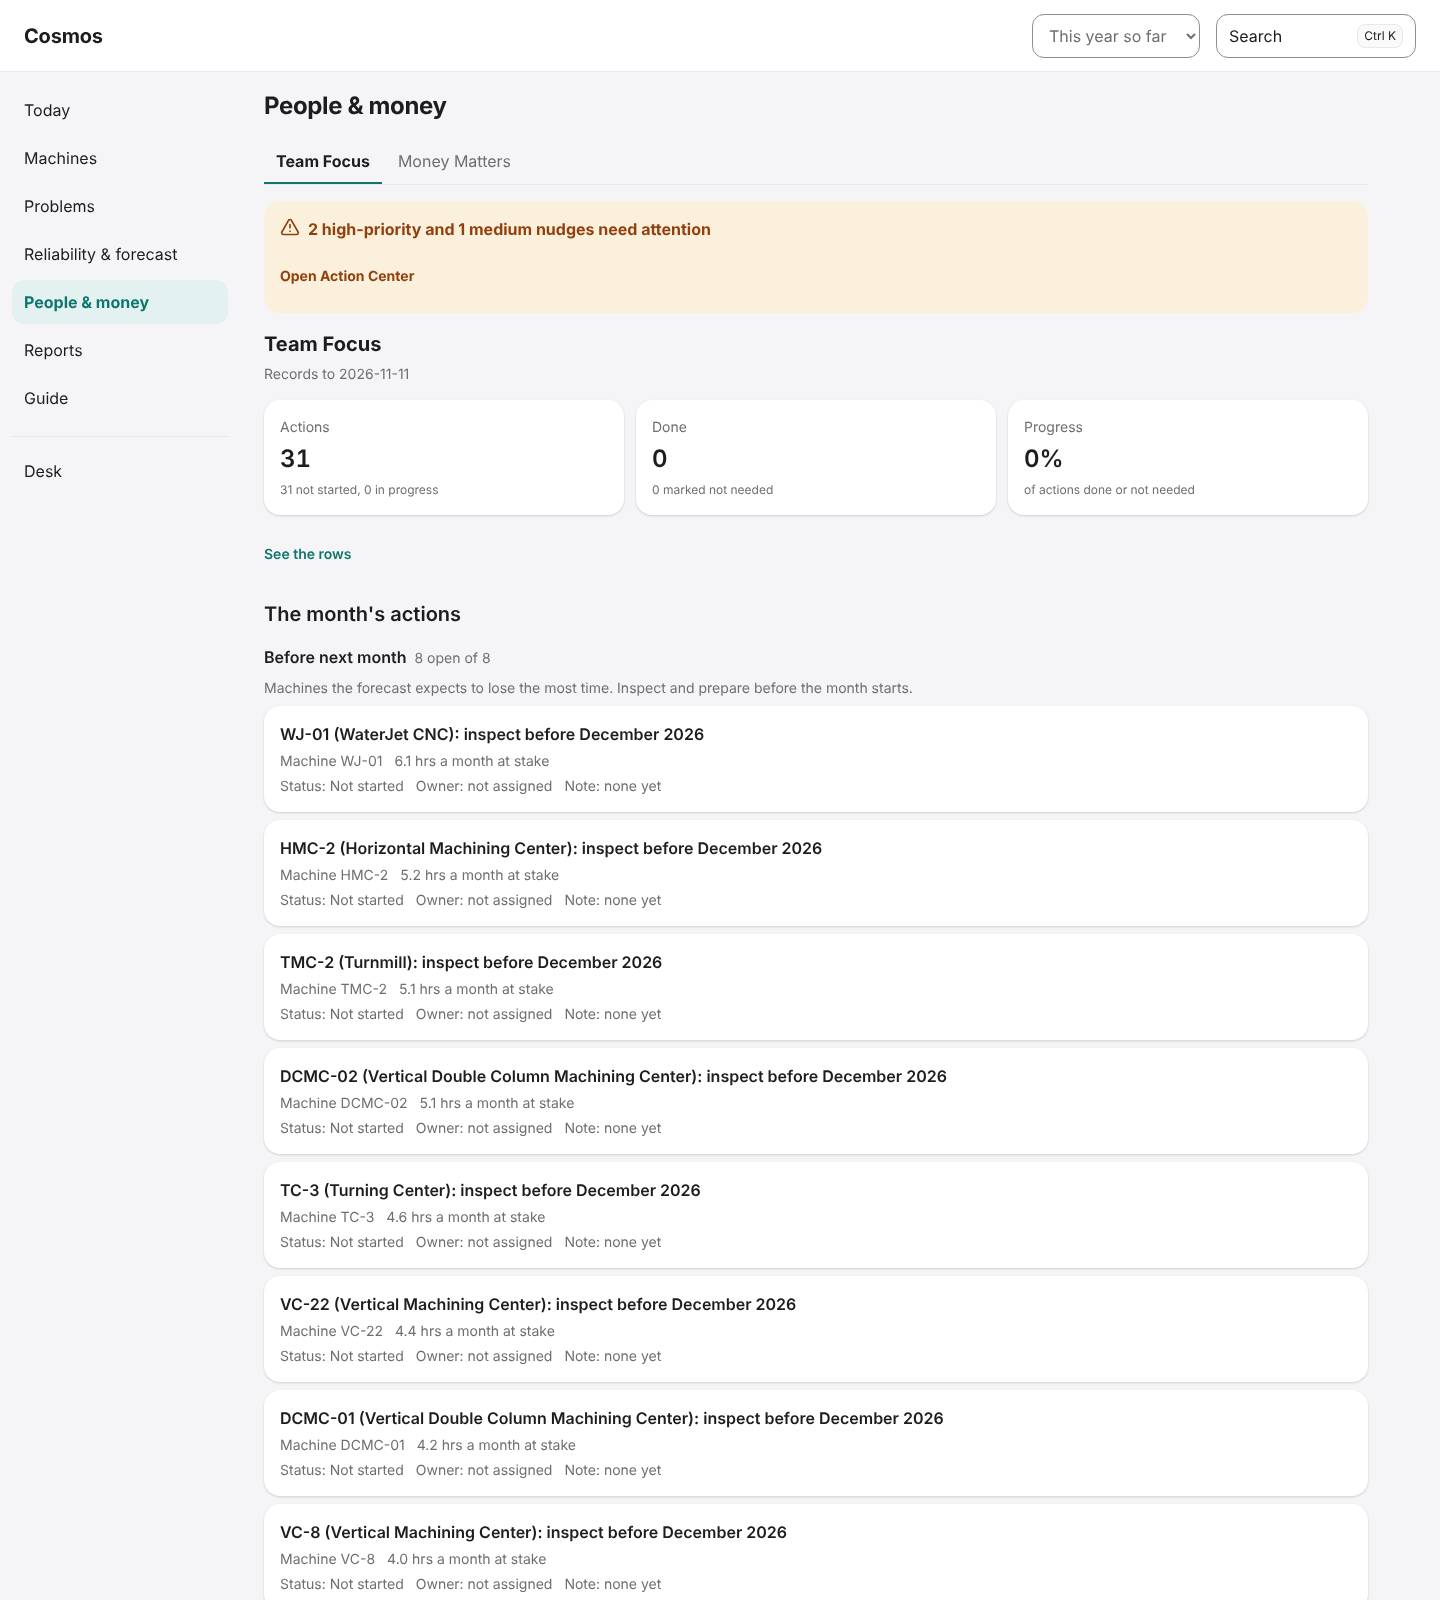 Cosmos
This year so far
Search
Ctrl K
Today
Machines
Problems
Reliability & forecast
People & money
Reports
Guide
Desk
People & money
Team Focus
Money Matters
2 high-priority and 1 medium nudges need attention
Open Action Center
Team Focus
Records to 2026-11-11
Actions
31
31 not started, 0 in progress
Done
0
0 marked not needed
Progress
0%
of actions done or not needed
See the rows
The month's actions
Before next month 8 open of 8
Machines the forecast expects to lose the most time. Inspect and prepare before the month starts.
WJ-01 (WaterJet CNC): inspect before December 2026
Machine WJ-01 6.1 hrs a month at stake
Status: Not started Owner: not assigned Note: none yet
HMC-2 (Horizontal Machining Center): inspect before December 2026
Machine HMC-2 5.2 hrs a month at stake
Status: Not started Owner: not assigned Note: none yet
TMC-2 (Turnmill): inspect before December 2026
Machine TMC-2 5.1 hrs a month at stake
Status: Not started Owner: not assigned Note: none yet
DCMC-02 (Vertical Double Column Machining Center): inspect before December 2026
Machine DCMC-02 5.1 hrs a month at stake
Status: Not started Owner: not assigned Note: none yet
TC-3 (Turning Center): inspect before December 2026
Machine TC-3 4.6 hrs a month at stake
Status: Not started Owner: not assigned Note: none yet
VC-22 (Vertical Machining Center): inspect before December 2026
Machine VC-22 4.4 hrs a month at stake
Status: Not started Owner: not assigned Note: none yet
DCMC-01 (Vertical Double Column Machining Center): inspect before December 2026
Machine DCMC-01 4.2 hrs a month at stake
Status: Not started Owner: not assigned Note: none yet
VC-8 (Vertical Machining Center): inspect before December 2026
Machine VC-8 4.0 hrs a month at stake
Status: Not started Owner: not assigned Note: none yet